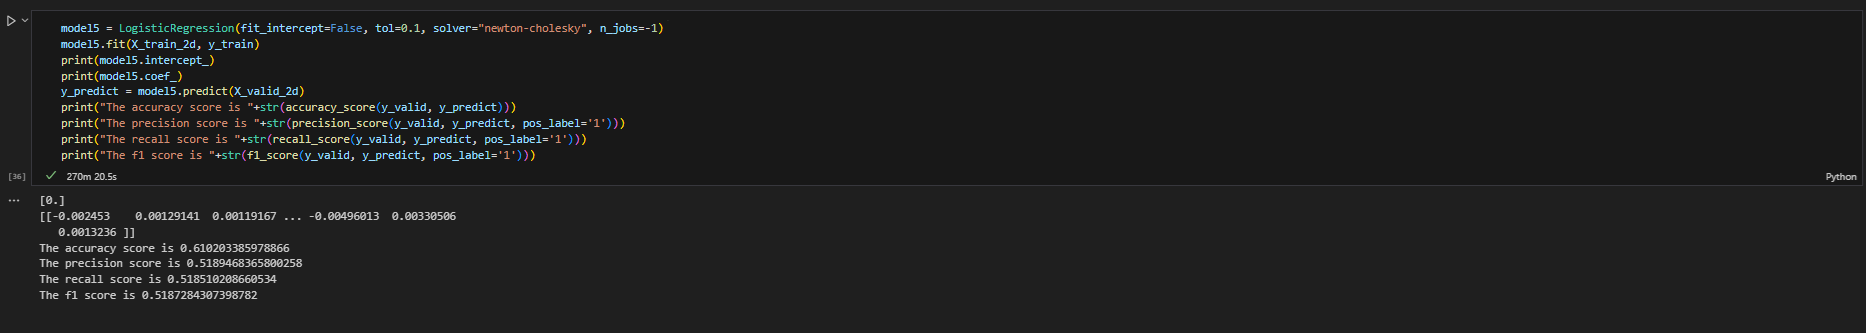 model5 = LogisticRegression(fit_intercept=False, tol=0.1, solver="newton-cholesky", n_jobs=-1)
model5.fit(X_train_2d, y_train)
print(model5.intercept_)
print(model5.coef_)
y_predict = model5.predict(X_valid_2d)
print("The accuracy score is "+str(accuracy_score(y_valid, y_predict)))
print("The precision score is "+str(precision_score(y_valid, y_predict, pos_label='1')))
print("The recall score is "+str(recall_score(y_valid, y_predict, pos_label='1')))
print("The f1 score is "+str(f1_score(y_valid, y_predict, pos_label='1')))
[36] 270m 20.5s Python
... [0.]
[[-0.002453    0.00129141  0.00119167 ... -0.00496013  0.00330506
   0.0013236 ]]
The accuracy score is 0.610203385978866
The precision score is 0.5189468365800258
The recall score is 0.518510208660534
The f1 score is 0.5187284307398782